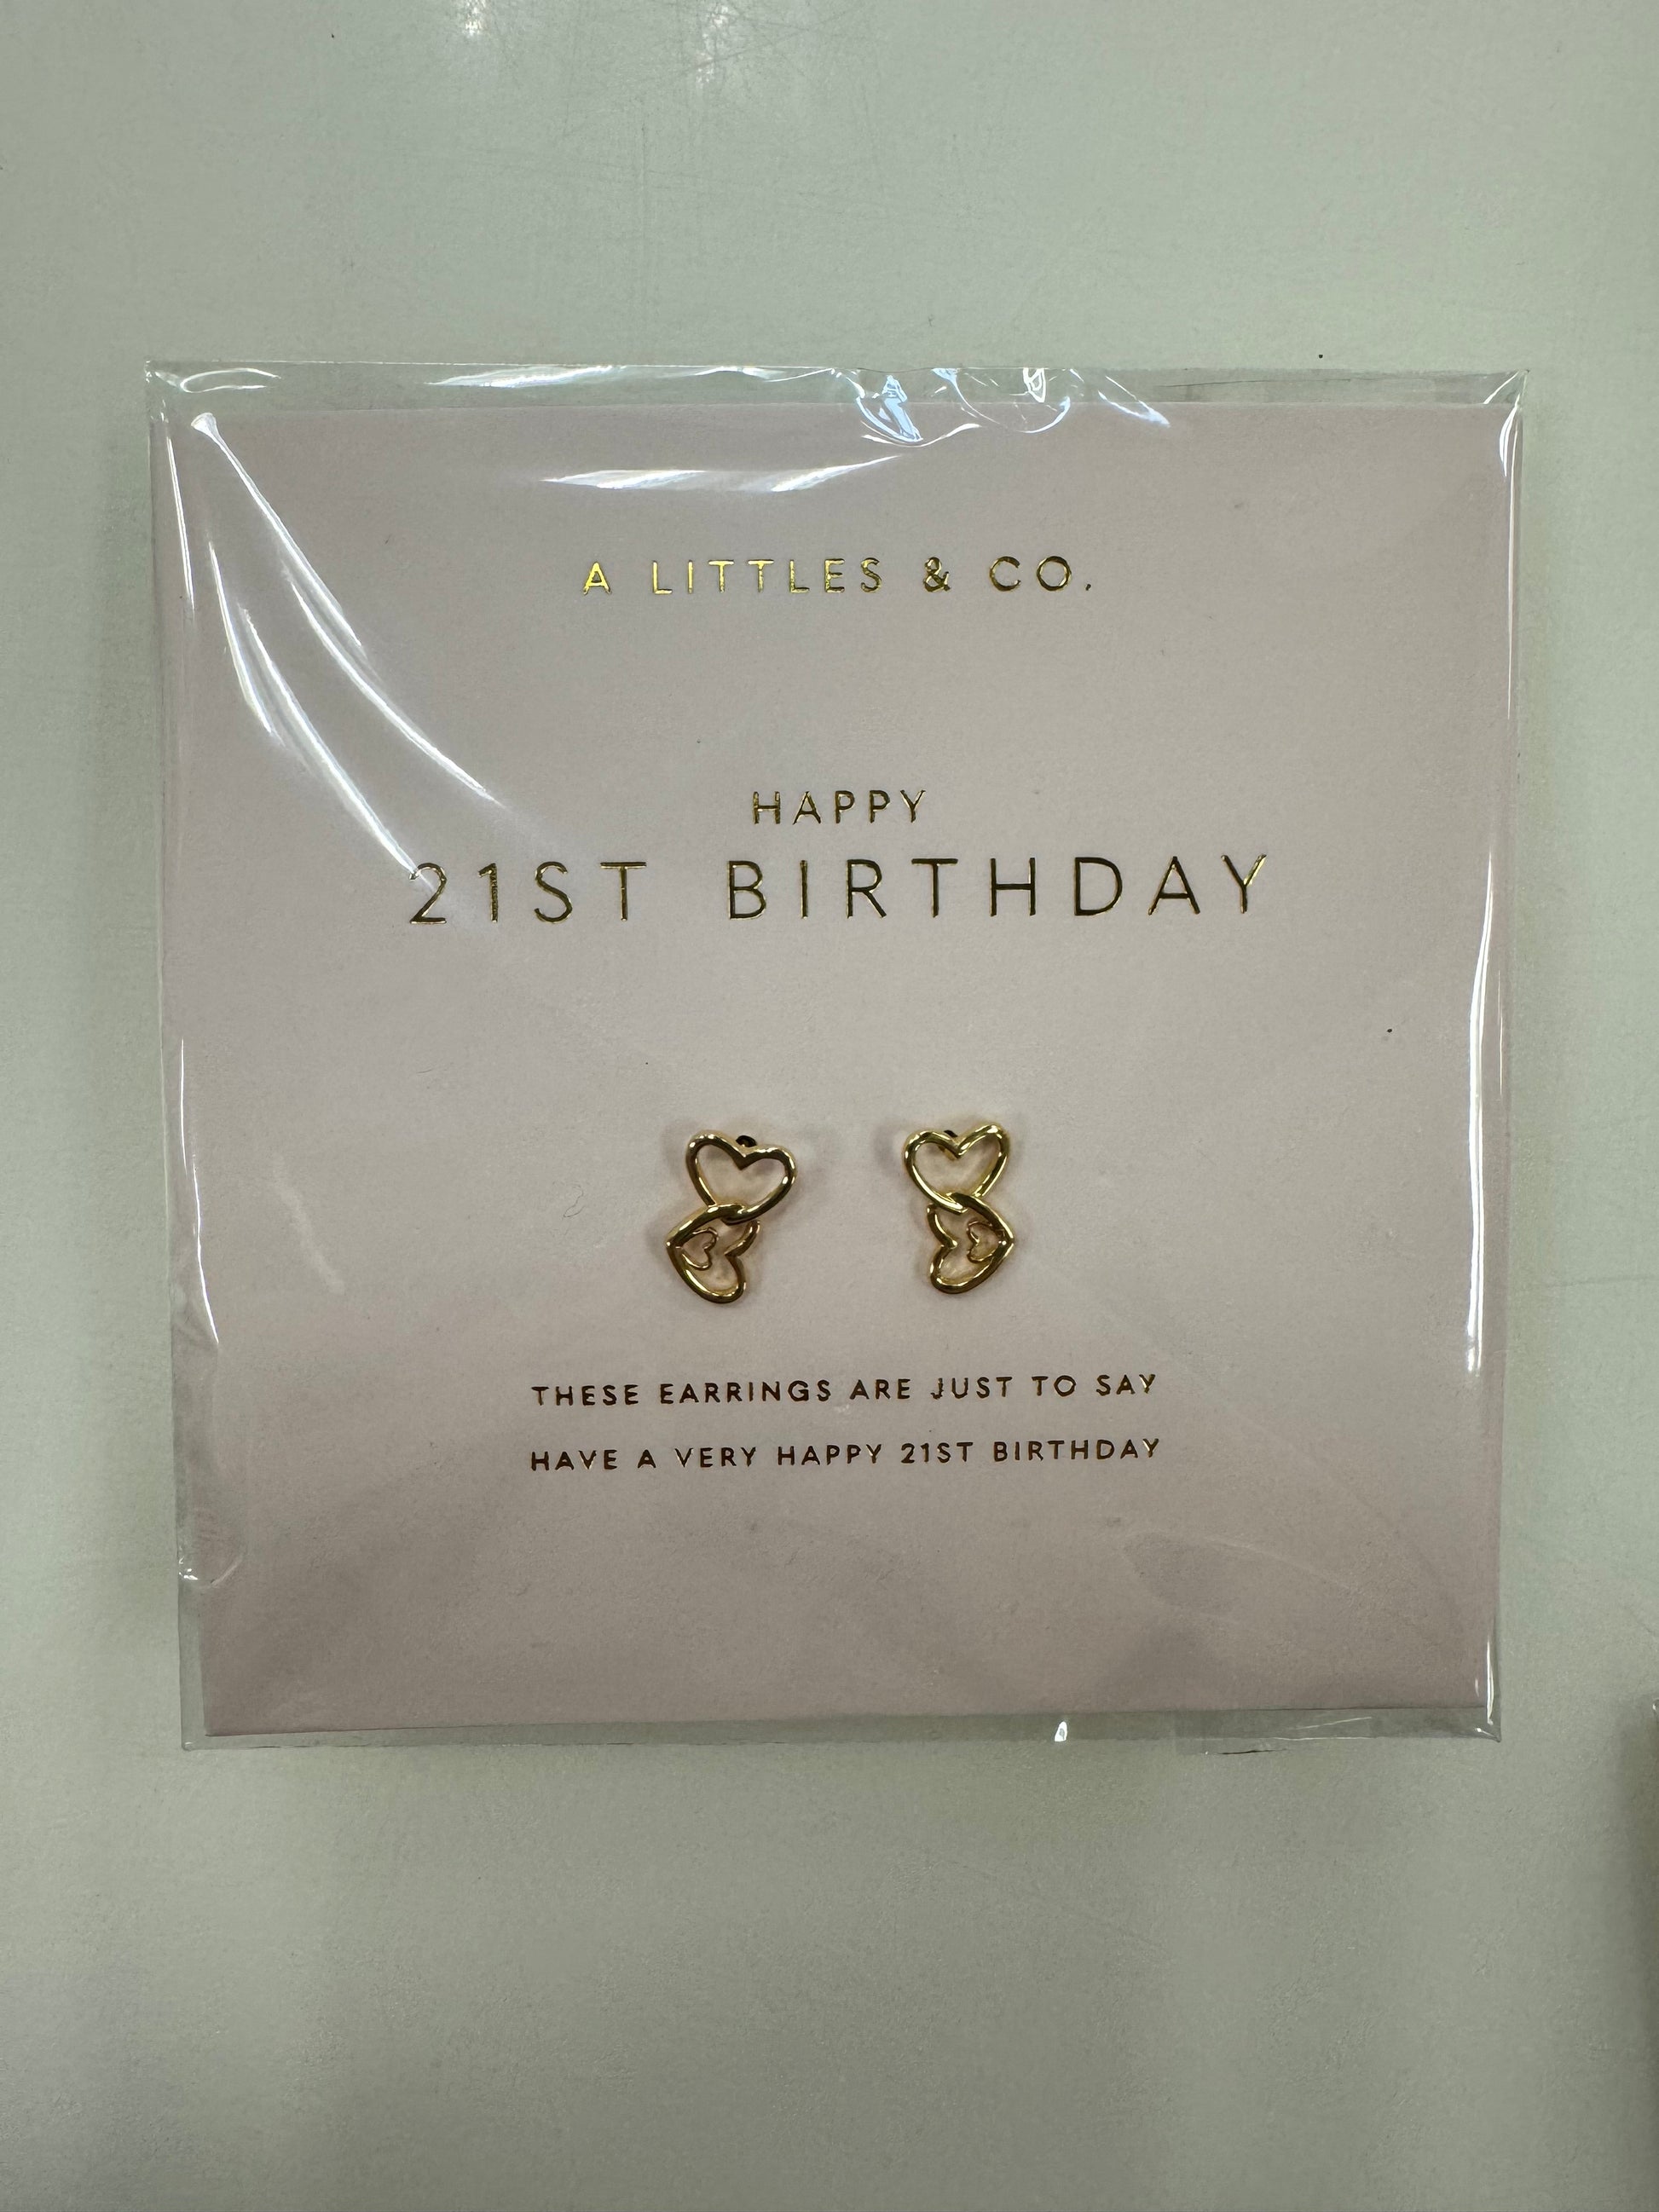 A LITTLES & CO.
HAPPY
21ST BIRTHDAY
THESE EARRINGS ARE JUST TO SAY
HAVE A VERY HAPPY 21ST BIRTHDAY